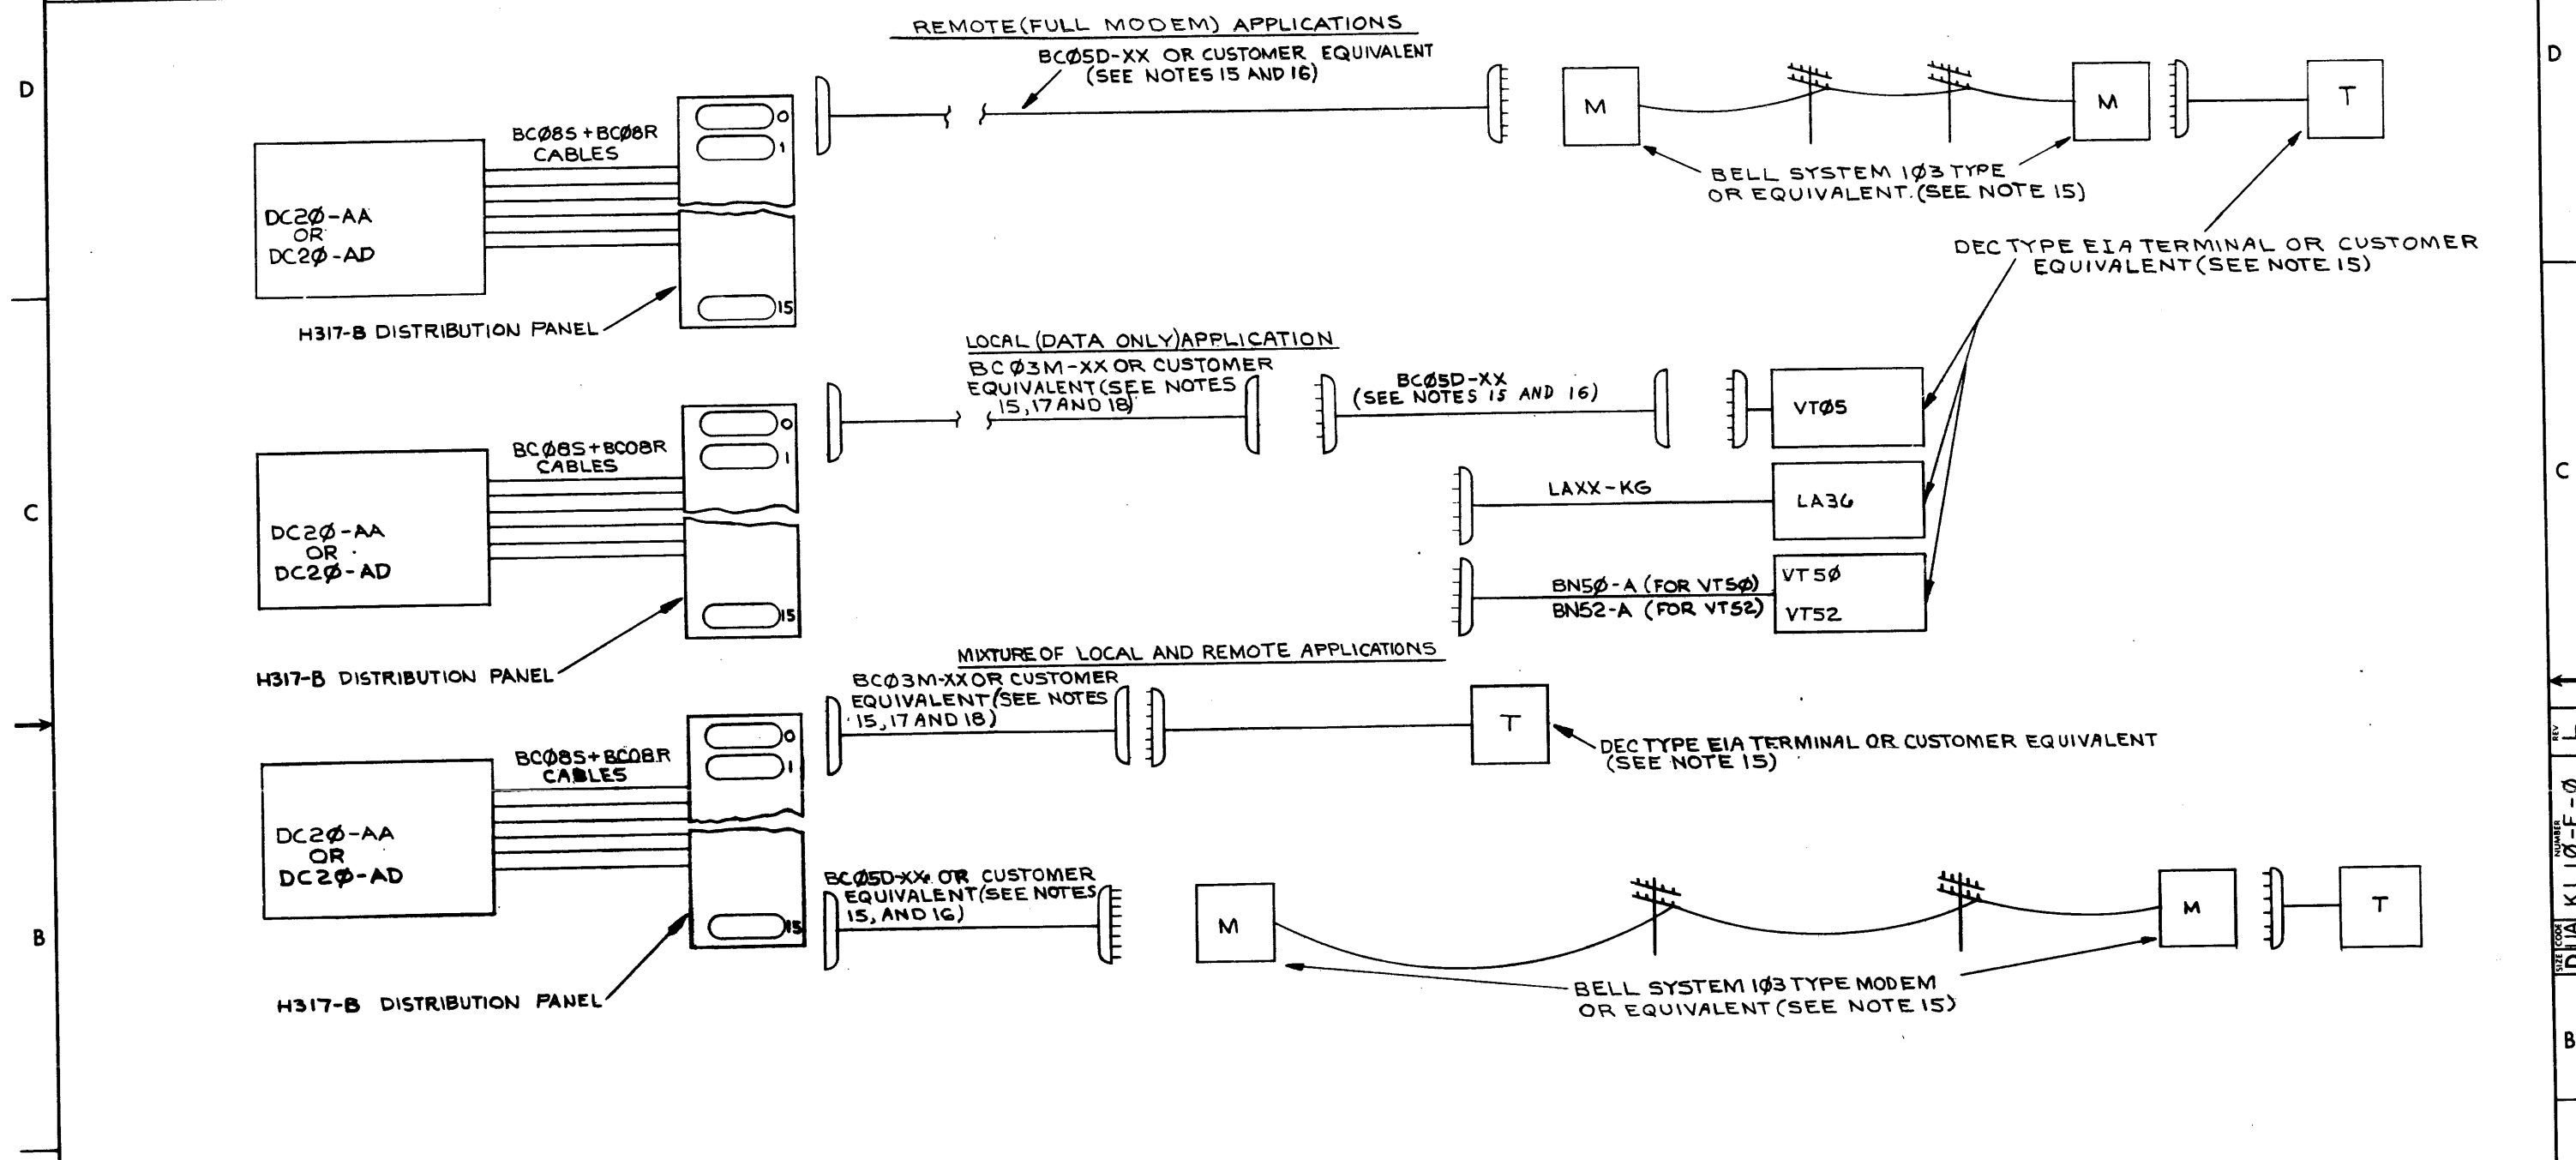 REMOTE(FULL MODEM) APPLICATIONS
BCØ5D-XX OR CUSTOMER EQUIVALENT
(SEE NOTES 15 AND 16)
D
D
BCØ8S+BCØ8R
CABLES
0
1
15
DC2Ø-AA
OR
DC2Ø-AD
H317-B DISTRIBUTION PANEL
M
M
T
BELL SYSTEM 1Ø3 TYPE
OR EQUIVALENT.(SEE NOTE 15)
DEC TYPE EIA TERMINAL OR CUSTOMER
EQUIVALENT(SEE NOTE 15)
LOCAL (DATA ONLY)APPLICATION
BCØ3M-XX OR CUSTOMER
EQUIVALENT(SEE NOTES
15,17 AND 18)
BCØ5D-XX
(SEE NOTES 15 AND 16)
VTØ5
LAXX-KG
LA36
BN5Ø-A (FOR VT5Ø)
BN52-A (FOR VT52)
VT5Ø
VT52
C
C
BCØ8S+BCO8R
CABLES
0
1
15
DC2Ø-AA
OR
DC2Ø-AD
H317-B DISTRIBUTION PANEL
MIXTURE OF LOCAL AND REMOTE APPLICATIONS
BCØ3M-XX OR CUSTOMER
EQUIVALENT(SEE NOTES
15,17 AND 18)
T
DEC TYPE EIA TERMINAL OR CUSTOMER EQUIVALENT
(SEE NOTE 15)
BCØ8S+BCO8R
CABLES
0
1
15
DC2Ø-AA
OR
DC2Ø-AD
H317-B DISTRIBUTION PANEL
BCØ5D-XX OR CUSTOMER
EQUIVALENT(SEE NOTES
15, AND 16)
M
M
T
BELL SYSTEM 1Ø3 TYPE MODEM
OR EQUIVALENT(SEE NOTE 15)
B
B
REV
NUMBER
KL1Ø-E-Ø
SIZE CODE